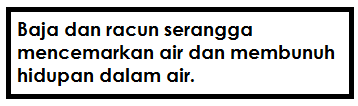 Baja dan racun serangga
mencemarkan air dan membunuh
hidupan dalam air.